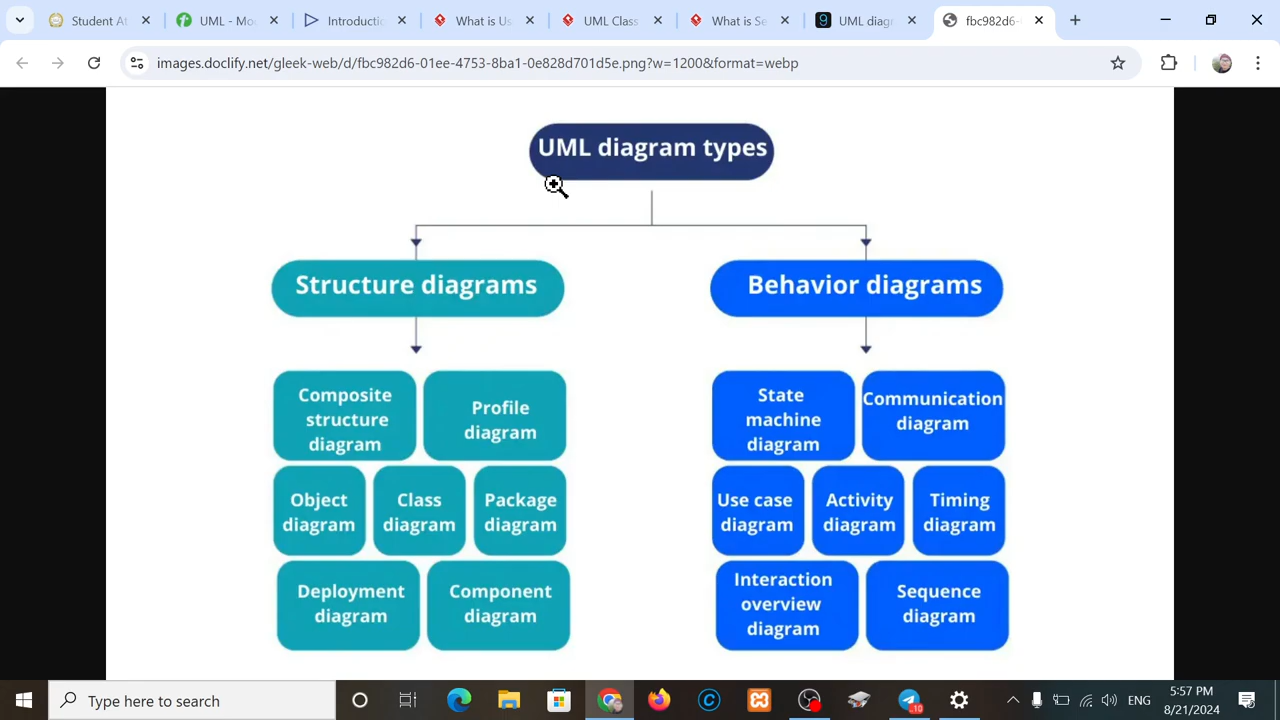 Student A
UML - Mo
Introductic
What is Us
UML Class
What is Se
UML diagr
fbc982d6-
images.doclify.net/gleek-web/d/fbc982d6-01ee-4753-8ba1-0e828d701d5e.png?w=1200&format=webp
UML diagram types
Structure diagrams
Behavior diagrams
Composite
structure
diagram
Profile
diagram
Object
diagram
Class
diagram
Package
diagram
Deployment
diagram
Component
diagram
State
machine
diagram
Communication
diagram
Use case
diagram
Activity
diagram
Timing
diagram
Interaction
overview
diagram
Sequence
diagram
Type here to search
10
ENG
5:57 PM
8/21/2024